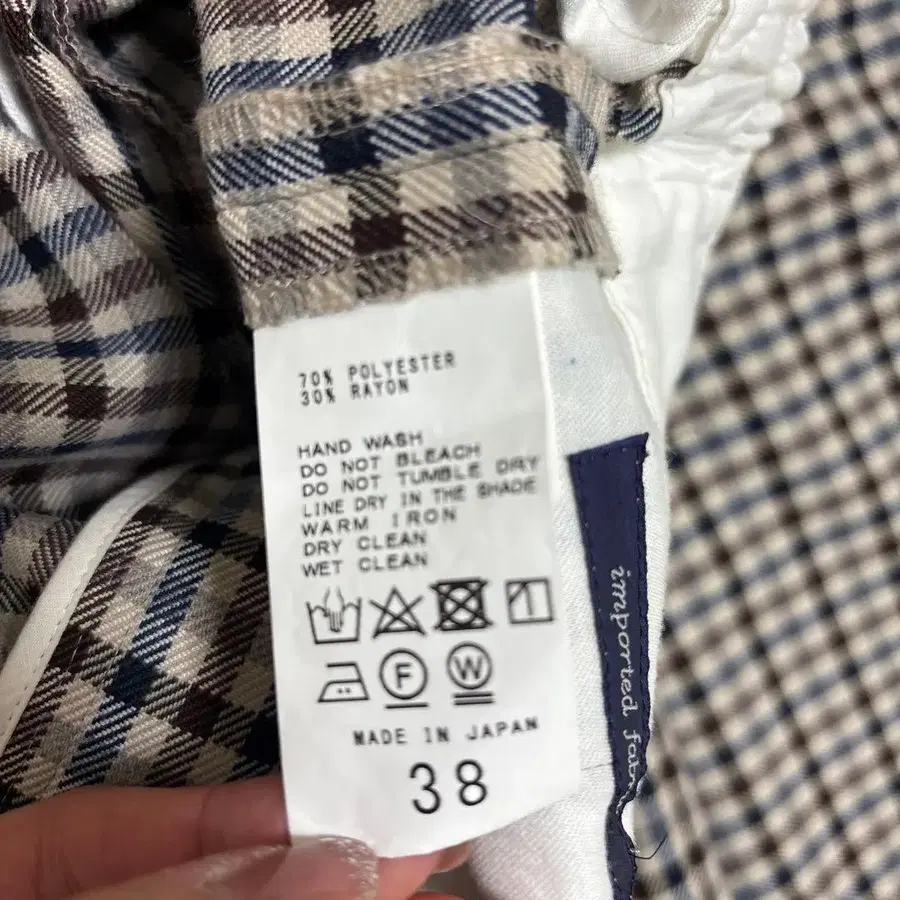 70% POLYESTER
30% RAYON
HAND WASH
DO NOT BLEACH
DO NOT TUMBLE DRY
LINE DRY IN THE SHADE
WARM IRON
DRY CLEAN
WET CLEAN
F W
MADE IN JAPAN
38
imported